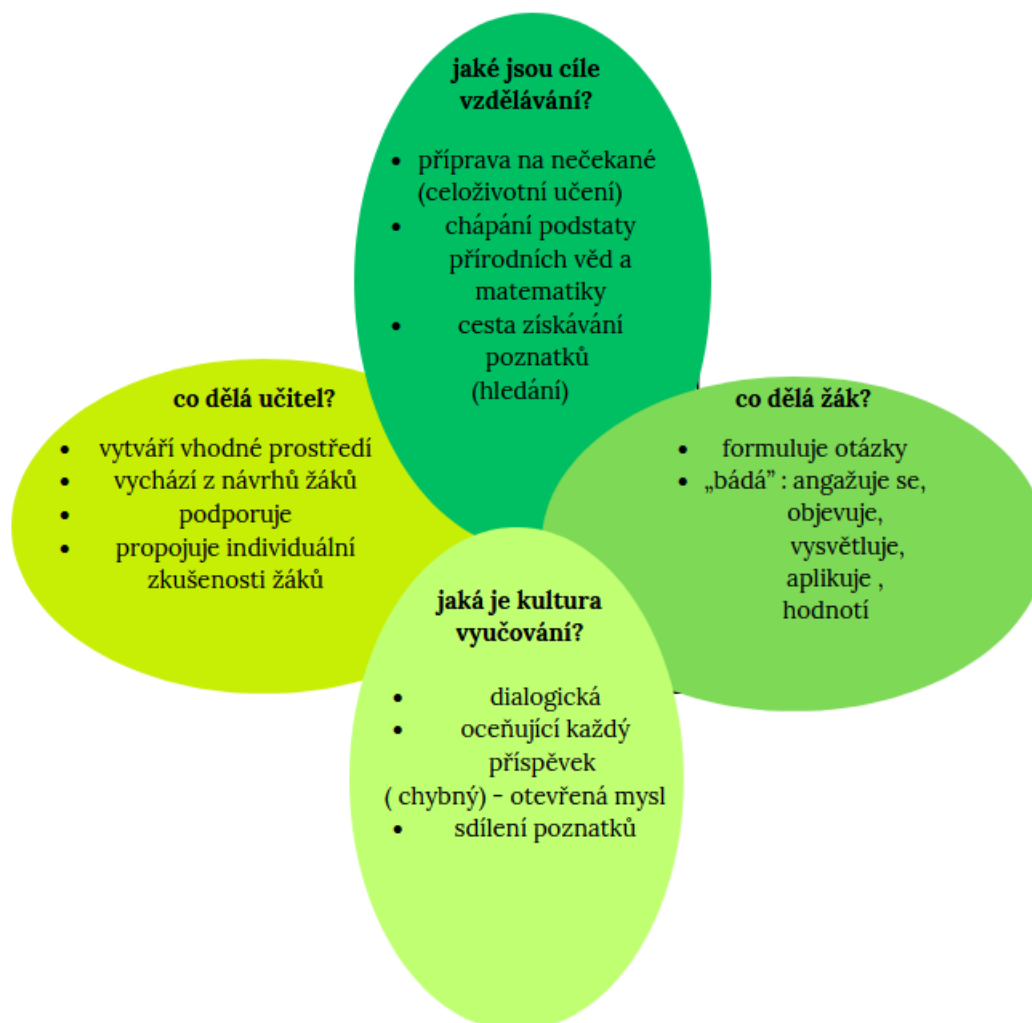 jaké jsou cíle
vzdělávání?
• příprava na nečekané
(celoživotní učení)
• chápání podstaty
přírodních věd a
matematiky
• cesta získávání
poznatků
(hledání)
co dělá učitel?
• vytváří vhodné prostředí
• vychází z návrhů žáků
• podporuje
• propojuje individuální
zkušenosti žáků
co dělá žák?
• formuluje otázky
• „bádá” : angažuje se,
objevuje,
vysvětluje,
aplikuje ,
hodnotí
jaká je kultura
vyučování?
• dialogická
• oceňující každý
příspěvek
( chybný) - otevřená mysl
• sdílení poznatků